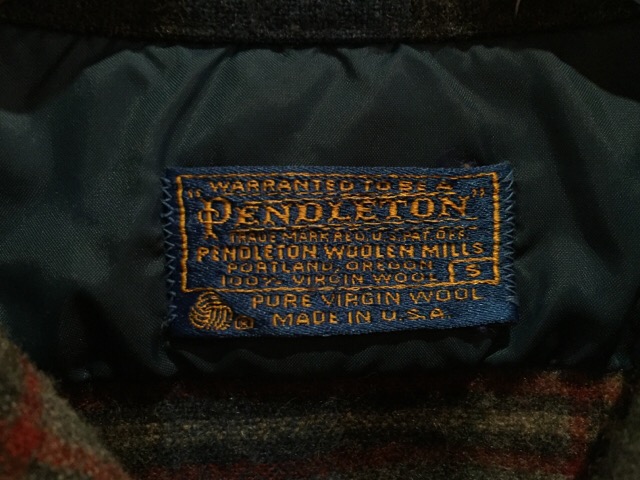 "WARRANTED TO BE A
PENDLETON"
TRADE MARK REG. U.S. PAT. OFF.
PENDLETON WOOLEN MILLS
PORTLAND, OREGON
100% VIRGIN WOOL
S
PURE VIRGIN WOOL
® MADE IN U.S.A.